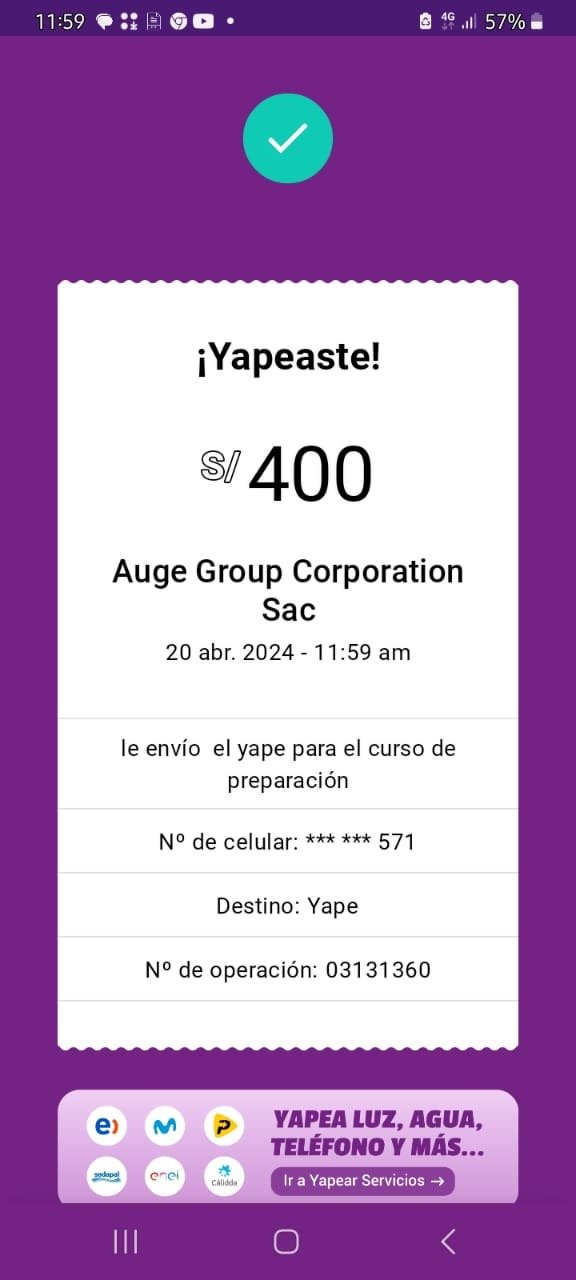 11:59
4G
57%
¡Yapeaste!
S/ 400
Auge Group Corporation
Sac
20 abr. 2024 - 11:59 am
le envío  el yape para el curso de
preparación
Nº de celular: *** *** 571
Destino: Yape
Nº de operación: 03131360
e)
P
YAPEA LUZ, AGUA,
TELÉFONO Y MÁS...
sedapal
enel
Cálidda
Ir a Yapear Servicios →